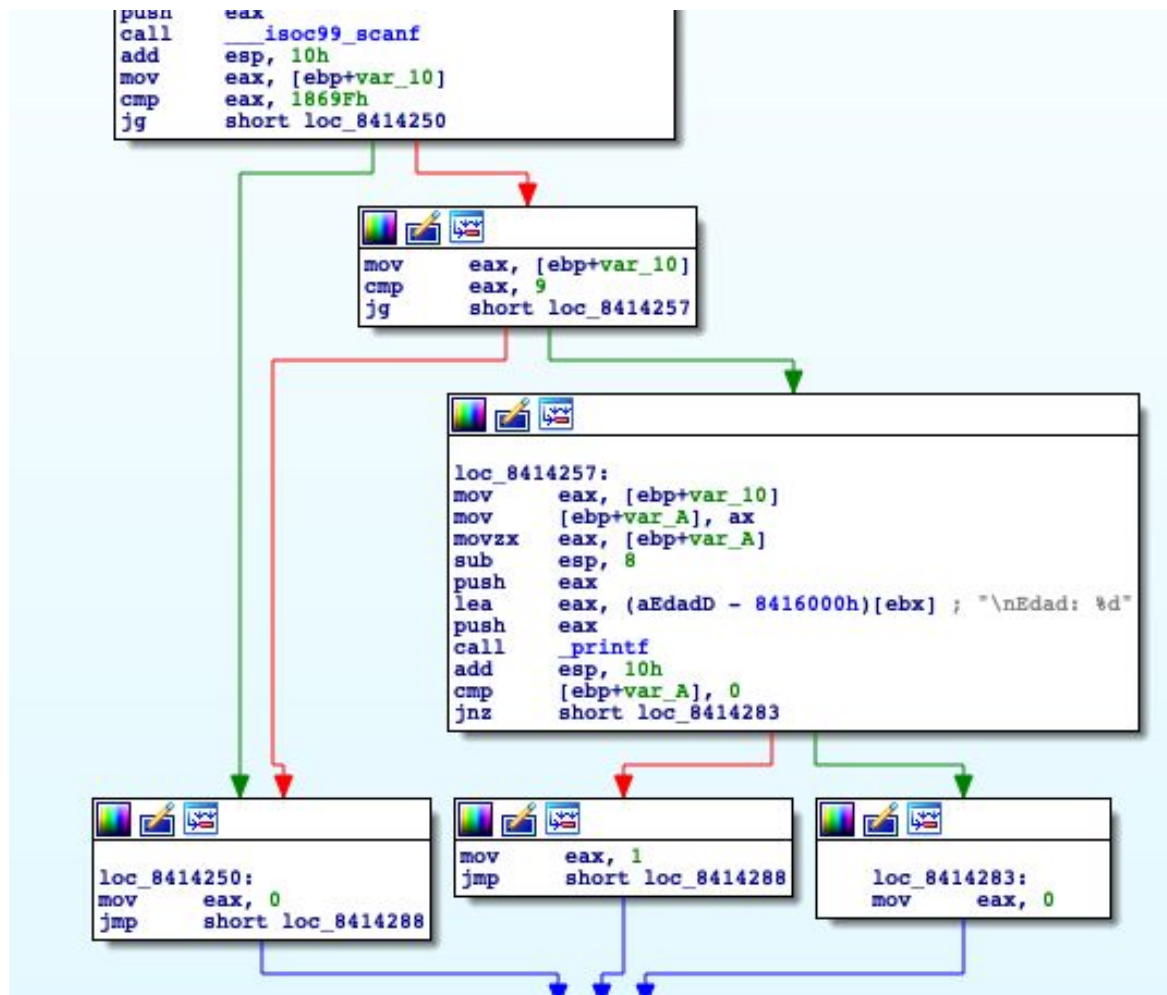 push eax
call ___isoc99_scanf
add esp, 10h
mov eax, [ebp+var_10]
cmp eax, 1869Fh
jg short loc_8414250
mov eax, [ebp+var_10]
cmp eax, 9
jg short loc_8414257
loc_8414257:
mov eax, [ebp+var_10]
mov [ebp+var_A], ax
movzx eax, [ebp+var_A]
sub esp, 8
push eax
lea eax, (aEdadD - 8416000h)[ebx] ; "\nEdad: %d"
push eax
call _printf
add esp, 10h
cmp [ebp+var_A], 0
jnz short loc_8414283
loc_8414250:
mov eax, 0
jmp short loc_8414288
mov eax, 1
jmp short loc_8414288
loc_8414283:
mov eax, 0